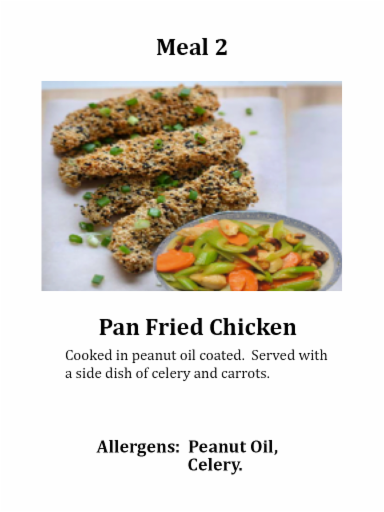 Meal 2
Pan Fried Chicken
Cooked in peanut oil coated. Served with
a side dish of celery and carrots.
Allergens: Peanut Oil,
Celery.